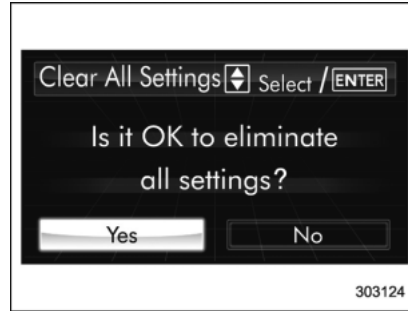 Clear All Settings Select / ENTER
Is it OK to eliminate
all settings?
Yes No
303124